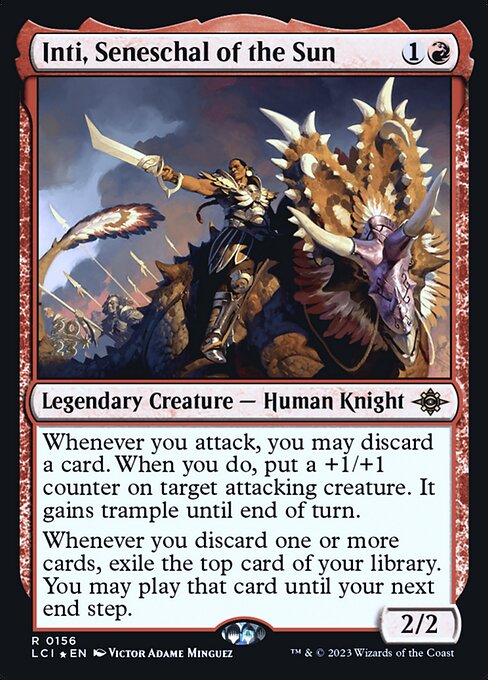 Inti, Seneschal of the Sun 1
Legendary Creature — Human Knight
Whenever you attack, you may discard
a card. When you do, put a +1/+1
counter on target attacking creature. It
gains trample until end of turn.
Whenever you discard one or more
cards, exile the top card of your library.
You may play that card until your next
end step.
2/2
R 0156
LCI ★ EN Victor Adame Minguez
™ & © 2023 Wizards of the Coast
2023